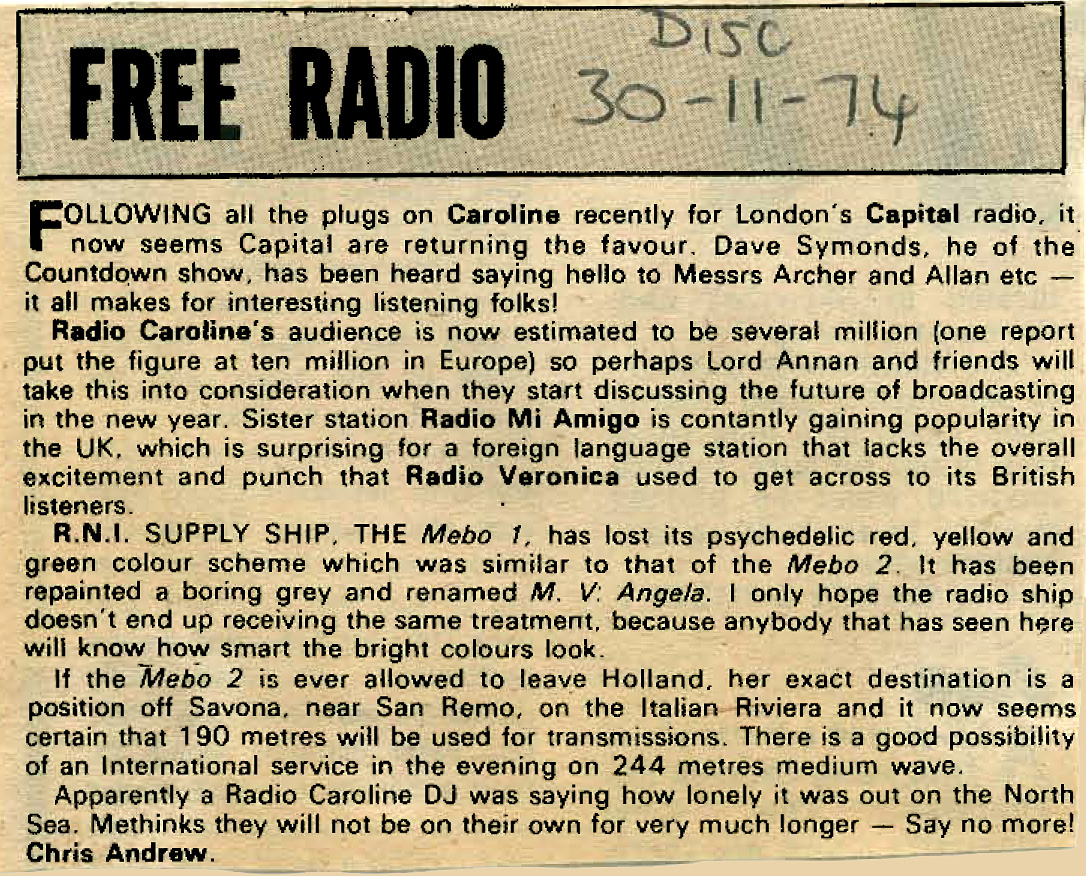 FREE RADIO
DISC
30-11-74
FOLLOWING all the plugs on Caroline recently for London's Capital radio, it
now seems Capital are returning the favour. Dave Symonds, he of the
Countdown show, has been heard saying hello to Messrs Archer and Allan etc —
it all makes for interesting listening folks!
Radio Caroline's audience is now estimated to be several million (one report
put the figure at ten million in Europe) so perhaps Lord Annan and friends will
take this into consideration when they start discussing the future of broadcasting
in the new year. Sister station Radio Mi Amigo is contantly gaining popularity in
the UK, which is surprising for a foreign language station that lacks the overall
excitement and punch that Radio Veronica used to get across to its British
listeners.
R.N.I. SUPPLY SHIP, THE Mebo 1, has lost its psychedelic red, yellow and
green colour scheme which was similar to that of the Mebo 2. It has been
repainted a boring grey and renamed M. V. Angela. I only hope the radio ship
doesn't end up receiving the same treatment, because anybody that has seen here
will know how smart the bright colours look.
If the Mebo 2 is ever allowed to leave Holland, her exact destination is a
position off Savona, near San Remo, on the Italian Riviera and it now seems
certain that 190 metres will be used for transmissions. There is a good possibility
of an International service in the evening on 244 metres medium wave.
Apparently a Radio Caroline DJ was saying how lonely it was out on the North
Sea. Methinks they will not be on their own for very much longer — Say no more!
Chris Andrew.